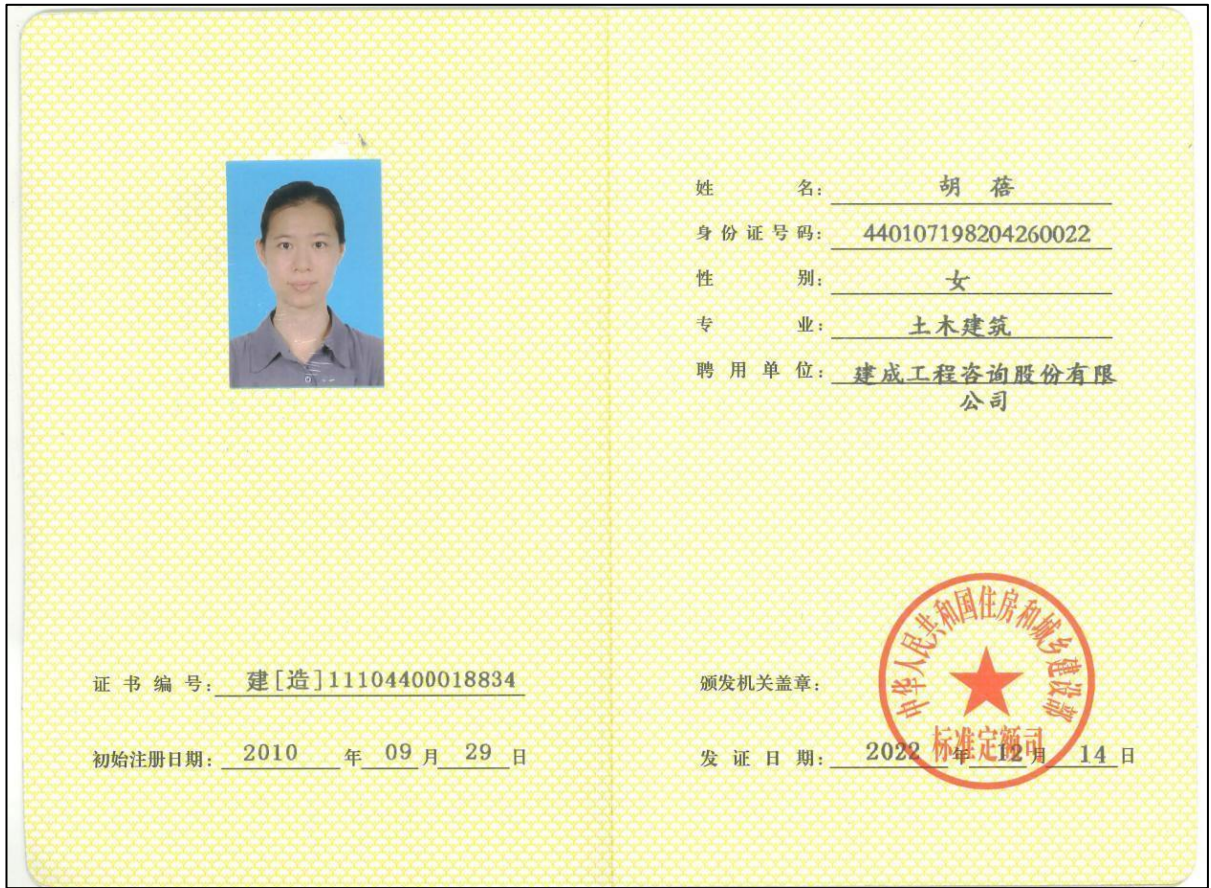 姓 名: 胡 蓓
身份证号码: 440107198204260022
性 别: 女
专 业: 土木建筑
聘用单位: 建成工程咨询股份有限
公司
证书编号: 建[造]11104400018834
初始注册日期: 2010 年 09 月 29 日
颁发机关盖章:
中华人民共和国住房和城乡建设部
标准定额司
发证日期: 2022 年 12 月 14 日